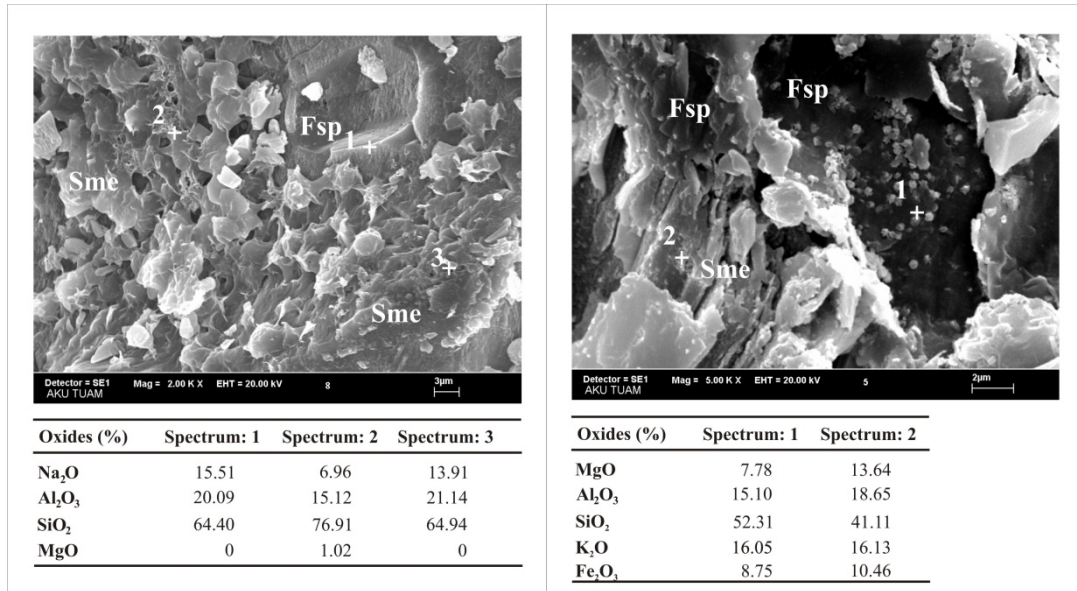 2
Fsp
1
Sme
3
Sme
Detector = SE1 Mag = 2.00 K X EHT = 20.00 kV 8 3µm
AKU TUAM
Oxides (%) Spectrum: 1 Spectrum: 2 Spectrum: 3
Na₂O 15.51 6.96 13.91
Al₂O₃ 20.09 15.12 21.14
SiO₂ 64.40 76.91 64.94
MgO 0 1.02 0
Fsp
Fsp
1
2
Sme
Detector = SE1 Mag = 5.00 K X EHT = 20.00 kV 5 2µm
AKU TUAM
Oxides (%) Spectrum: 1 Spectrum: 2
MgO 7.78 13.64
Al₂O₃ 15.10 18.65
SiO₂ 52.31 41.11
K₂O 16.05 16.13
Fe₂O₃ 8.75 10.46